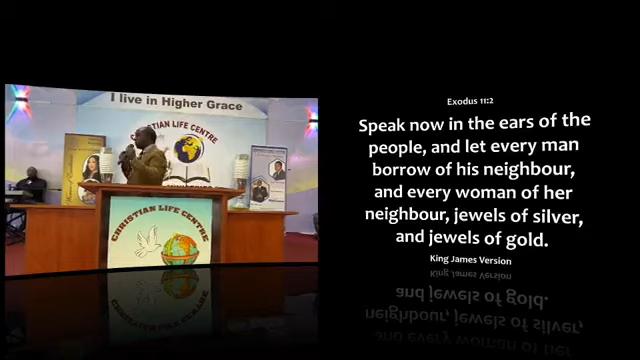 I live in Higher Grace
CHRISTIAN LIFE CENTRE
CHRISTIAN LIFE CENTRE
Exodus 11:2
Speak now in the ears of the
people, and let every man
borrow of his neighbour,
and every woman of her
neighbour, jewels of silver,
and jewels of gold.
King James Version